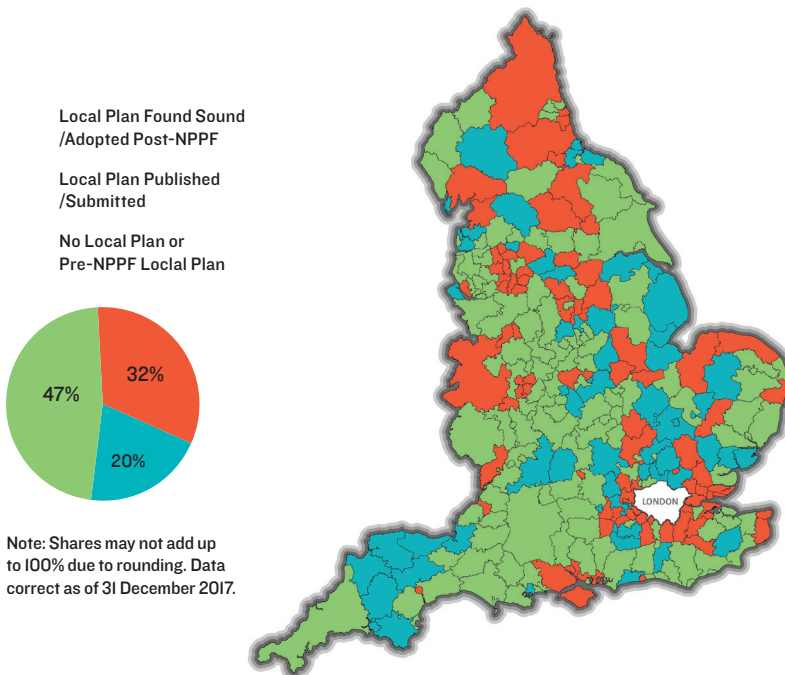 Local Plan Found Sound
/Adopted Post-NPPF
Local Plan Published
/Submitted
No Local Plan or
Pre-NPPF Loclal Plan
47%
32%
20%
Note: Shares may not add up
to 100% due to rounding. Data
correct as of 31 December 2017.
LONDON